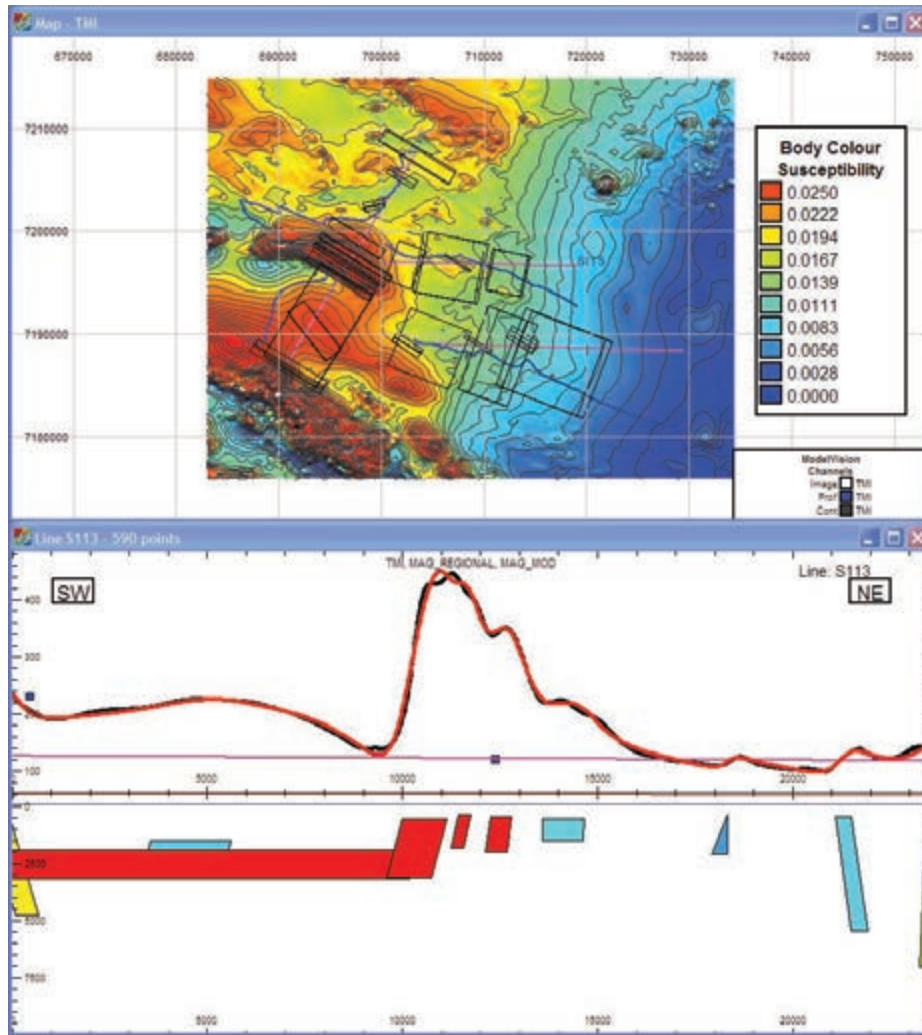 Map - TMI
670000 680000 690000 700000 710000 720000 730000 740000 750000
7210000
7200000
7190000
7180000
Body Colour
Susceptibility
0.0250
0.0222
0.0194
0.0167
0.0139
0.0111
0.0083
0.0056
0.0028
0.0000
ModelVision
Channels
Image TMI
Prof TMI
Cont TMI
Line S113 - 590 points
TMI, MAG_REGIONAL, MAG_MOD
Line: S113
SW
NE
400
300
200
100
5000 10000 15000 20000
0
2500
5000
7500
5000 10000 15000 20000